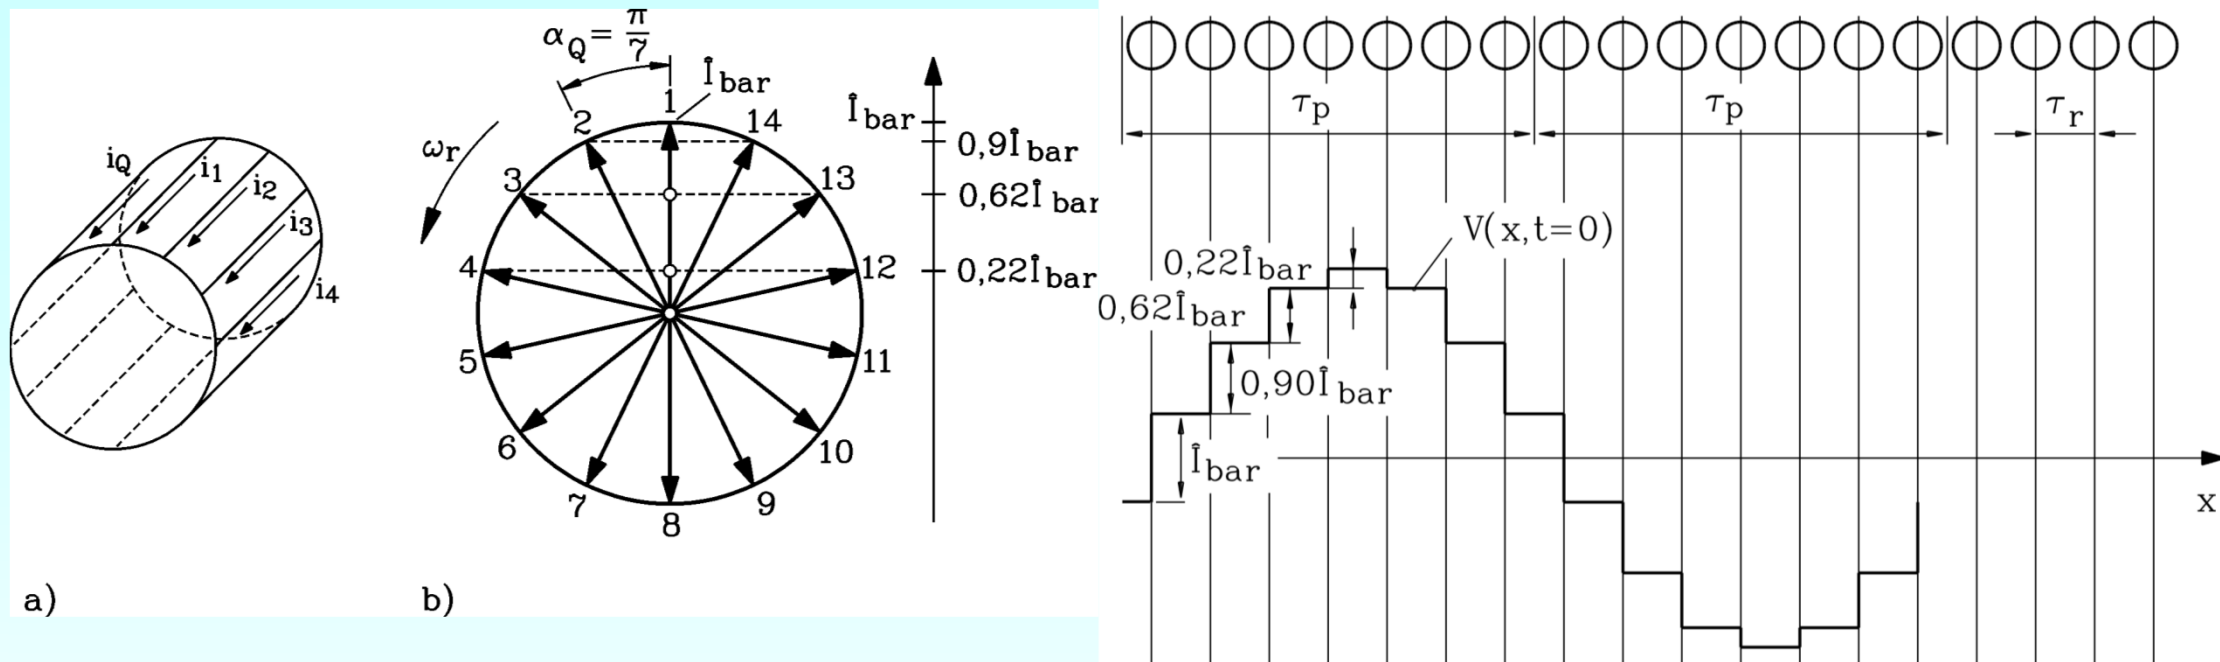 α_Q = π/7
Î_bar
ω_r
1
2
3
4
5
6
7
8
9
10
11
12
13
14
Î_bar
0,9Î_bar
0,62Î_bar
0,22Î_bar
i_Q
i_1
i_2
i_3
i_4
a)
b)
τ_p
τ_p
τ_r
V(x,t=0)
0,22Î_bar
0,62Î_bar
0,90Î_bar
Î_bar
x